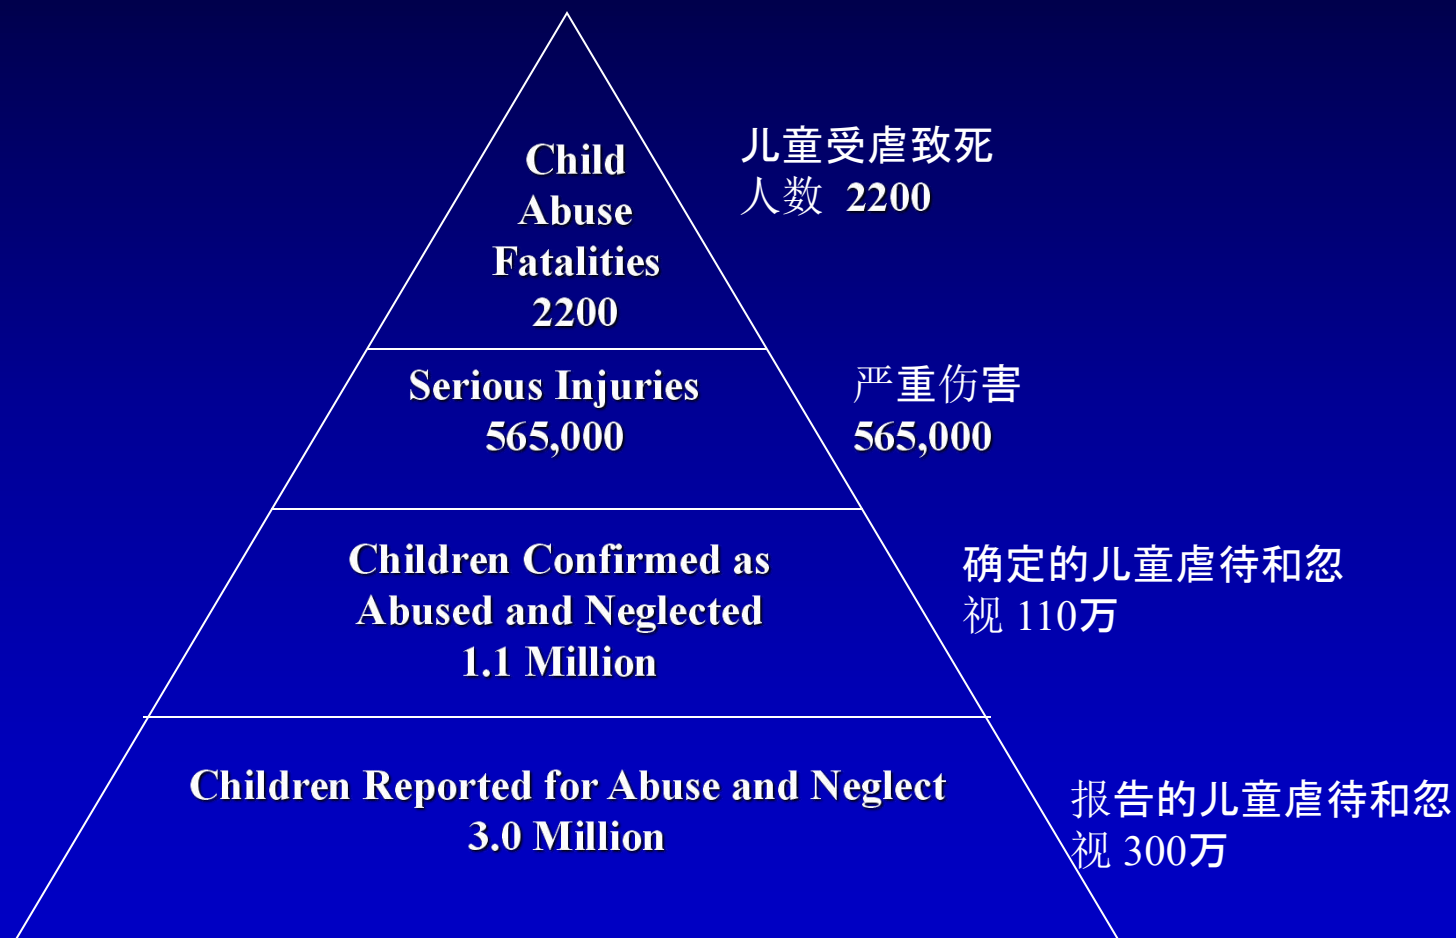 Child
Abuse
Fatalities
2200
儿童受虐致死
人数 2200
Serious Injuries
565,000
严重伤害
565,000
Children Confirmed as
Abused and Neglected
1.1 Million
确定的儿童虐待和忽
视 110万
Children Reported for Abuse and Neglect
3.0 Million
报告的儿童虐待和忽
视 300万